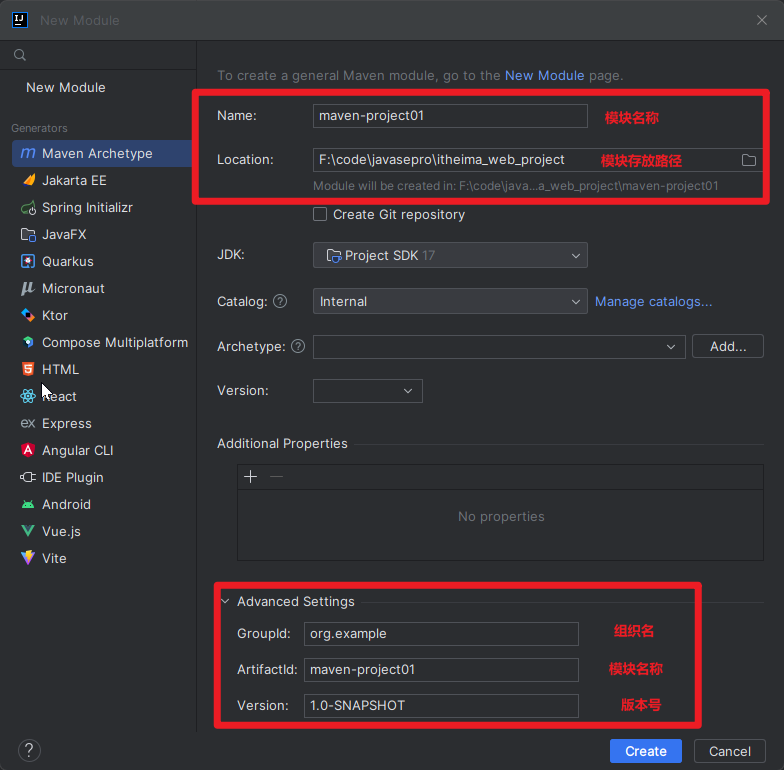 New Module
New Module
Generators
Maven Archetype
Jakarta EE
Spring Initializr
JavaFX
Quarkus
Micronaut
Ktor
Compose Multiplatform
HTML
React
Express
Angular CLI
IDE Plugin
Android
Vue.js
Vite
To create a general Maven module, go to the New Module page.
Name: maven-project01 模块名称
Location: F:\code\javasepro\itheima_web_project 模块存放路径
Module will be created in: F:\code\java...a_web_project\maven-project01
Create Git repository
JDK: Project SDK 17
Catalog: ? Internal Manage catalogs...
Archetype: ? Add...
Version:
Additional Properties
No properties
Advanced Settings
GroupId: org.example 组织名
ArtifactId: maven-project01 模块名称
Version: 1.0-SNAPSHOT 版本号
? Create Cancel